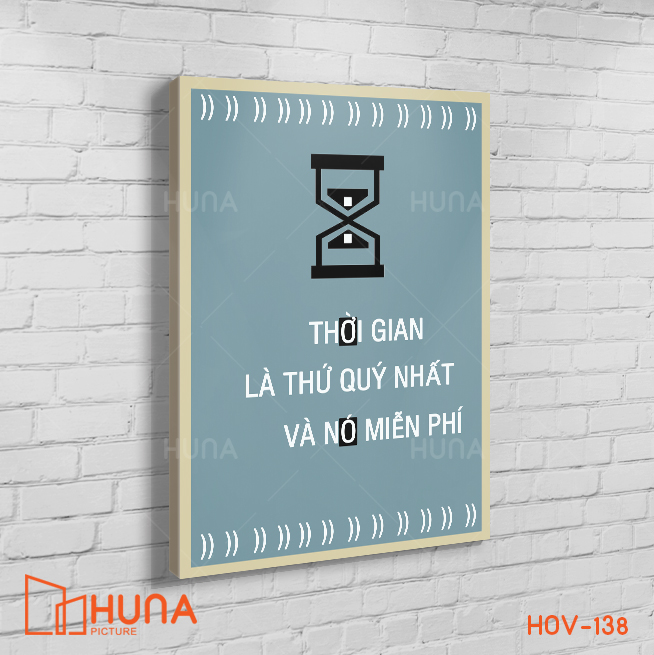 HUNA HUNA
THỜI GIAN
LÀ THỨ QUÝ NHẤT
VÀ NÓ MIỄN PHÍ
HUNA HUNA
HUNA
PICTURE
HOV-138